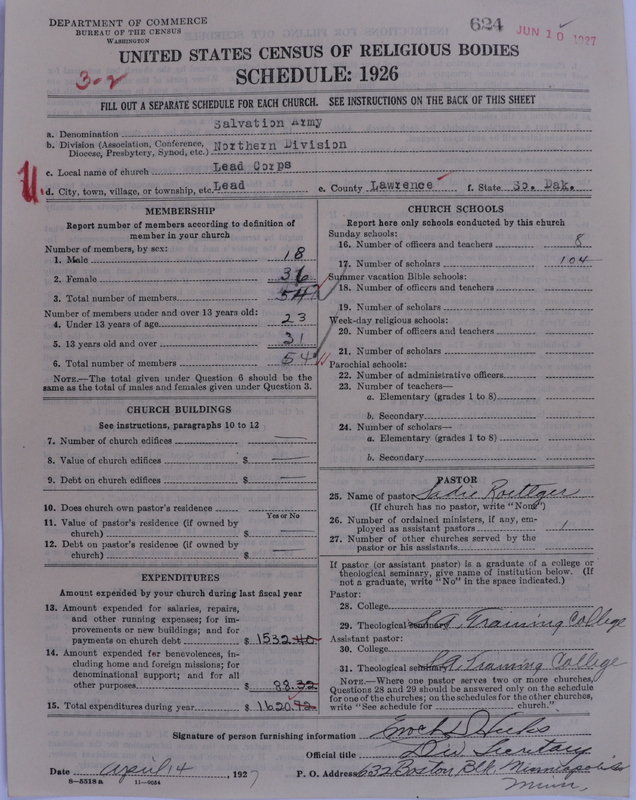 DEPARTMENT OF COMMERCE
BUREAU OF THE CENSUS
WASHINGTON
624
JUN 10 1927
3-2
UNITED STATES CENSUS OF RELIGIOUS BODIES
SCHEDULE: 1926
FILL OUT A SEPARATE SCHEDULE FOR EACH CHURCH. SEE INSTRUCTIONS ON THE BACK OF THIS SHEET
a. Denomination Salvation Army
b. Division (Association, Conference, Diocese, Presbytery, Synod, etc.) Northern Division
c. Local name of church Lead Corps
d. City, town, village, or township, etc. Lead e. County Lawrence f. State So. Dak.
MEMBERSHIP
Report number of members according to definition of
member in your church
Number of members, by sex:
1. Male 18
2. Female 36
3. Total number of members 54
Number of members under and over 13 years old:
4. Under 13 years of age 23
5. 13 years old and over 31
6. Total number of members 54
NOTE.—The total given under Question 6 should be
same as the total of males and females given under Question 3.
CHURCH BUILDINGS
See instructions, paragraphs 10 to 12
7. Number of church edifices
8. Value of church edifices $
9. Debt on church edifices $
10. Does church own pastor's residence
Yes or No
11. Value of pastor's residence (if owned by
church) $
12. Debt on pastor's residence (if owned by
church) $
EXPENDITURES
Amount expended by your church during last fiscal year
13. Amount expended for salaries, repairs,
and other running expenses; for im-
provements or new buildings; and for
payments on church debt $ 1532.40
14. Amount expended for benevolences, in-
cluding home and foreign missions; for
denominational support; and for all
other purposes $ 88.32
15. Total expenditures during year $ 1620.72
CHURCH SCHOOLS
Report here only schools conducted by this church
Sunday schools:
16. Number of officers and teachers 8
17. Number of scholars 104
Summer vacation Bible schools:
18. Number of officers and teachers
19. Number of scholars
Week-day religious schools:
20. Number of officers and teachers
21. Number of scholars
Parochial schools:
22. Number of administrative officers
23. Number of teachers—
a. Elementary (grades 1 to 8)
b. Secondary
24. Number of scholars—
a. Elementary (grades 1 to 8)
b. Secondary
PASTOR
25. Name of pastor Sadie Roettger
(If church has no pastor, write "None")
26. Number of ordained ministers, if any, em-
ployed as assistant pastors 1
27. Number of other churches served by the
pastor or his assistants
If pastor (or assistant pastor) is a graduate of a college or
theological seminary, give name of institution below. (If
not a graduate, write "No" in the space indicated.)
Pastor:
28. College
29. Theological seminary S.A. Training College
Assistant pastor:
30. College
31. Theological seminary S.A. Training College
NOTE.—Where one pastor serves two or more churches,
Questions 28 and 29 should be answered only on the schedule
for one of the churches; on the schedules for the other churches,
write "See schedule for church."
Signature of person furnishing information
Official title Div Secretary
Date April 14, 1927 P. O. Address 632 Boston Blk. Minneapolis
Minn.
8—5518 a 11—9054